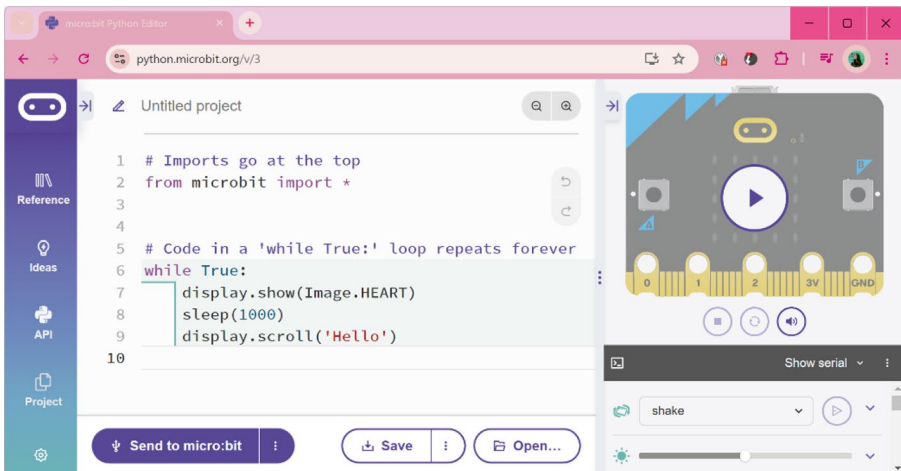 micro:bit Python Editor
python.microbit.org/v/3
Untitled project
Reference
Ideas
API
Project
1 # Imports go at the top
2 from microbit import *
3
4
5 # Code in a 'while True:' loop repeats forever
6 while True:
7 display.show(Image.HEART)
8 sleep(1000)
9 display.scroll('Hello')
10
Send to micro:bit
Save
Open...
A
B
0 1 2 3V GND
Show serial
shake